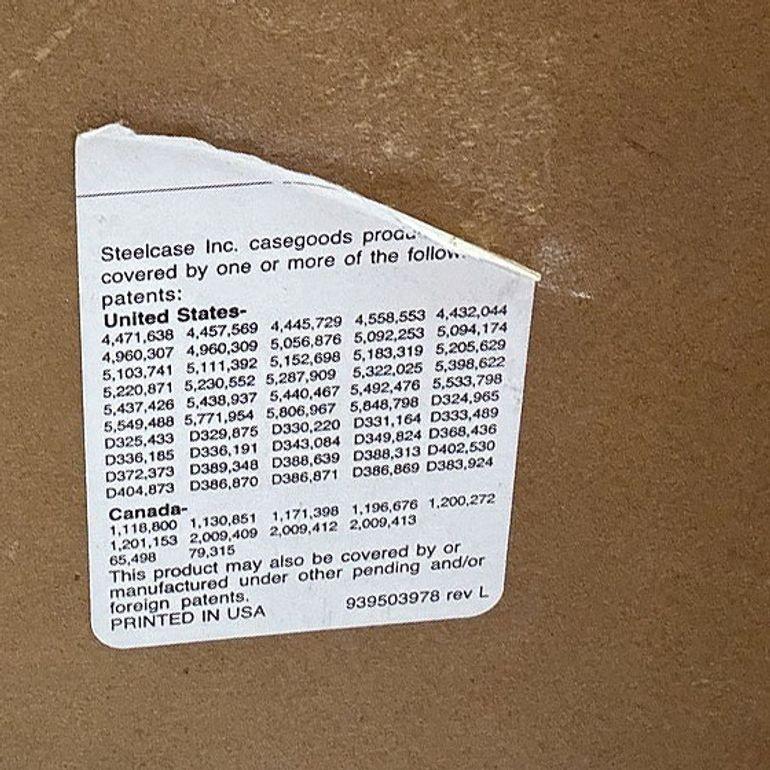 Steelcase Inc. casegoods
covered by one or more of the
patents:
United States-
4,471,638 4,457,569 4,445,729 4,558,553 4,432,044
4,960,307 4,960,309 5,056,876 5,092,253 5,094,174
5,103,741 5,111,392 5,152,698 5,183,319 5,205,629
5,220,871 5,230,552 5,287,909 5,322,025 5,398,622
5,437,426 5,438,937 5,440,467 5,492,476 5,533,798
5,549,488 5,771,954 5,806,967 5,848,798 D324,965
D325,433 D329,875 D330,220 D331,164 D333,489
D336,185 D336,191 D343,084 D349,824 D368,436
D372,373 D389,348 D388,639 D388,313 D402,530
D404,873 D386,870 D386,871 D386,869 D383,924
Canada-
1,118,800 1,130,851 1,171,398 1,196,676 1,200,272
1,201,153 2,009,409 2,009,412 2,009,413
65,498 79,315
This product may also be covered by or
manufactured under other pending and/or
foreign patents.
PRINTED IN USA 939503978 rev L